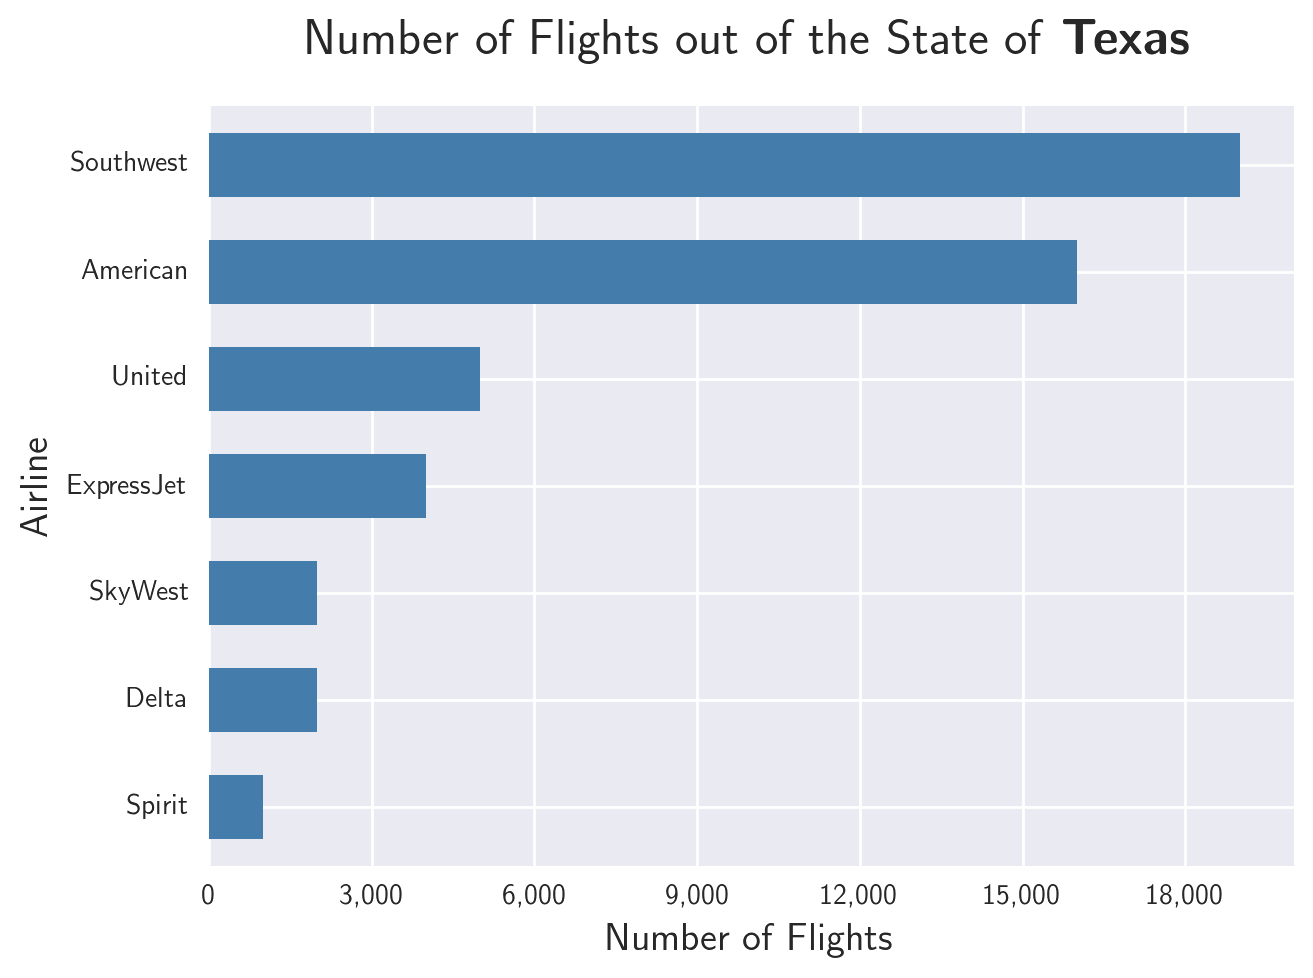 Number of Flights out of the State of Texas
Southwest
American
United
ExpressJet
SkyWest
Delta
Spirit
Airline
0 3,000 6,000 9,000 12,000 15,000 18,000
Number of Flights